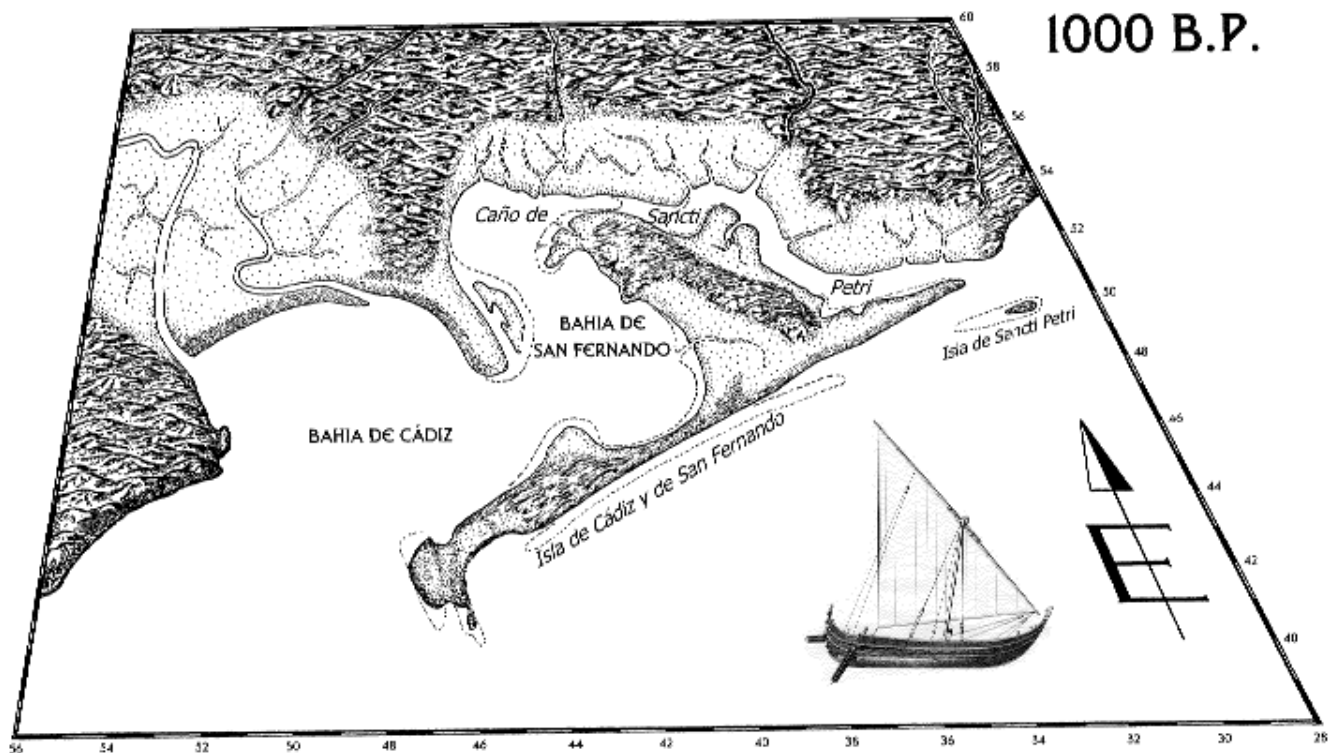 1000 B.P.
60
58
56
54
52
50
48
46
44
42
40
Caño de Sancti Petri
BAHIA DE
SAN FERNANDO
Isla de Sancti Petri
BAHIA DE CÁDIZ
Isla de Cádiz y de San Fernando
E
56 54 52 50 48 46 44 42 40 38 36 34 32 30 28